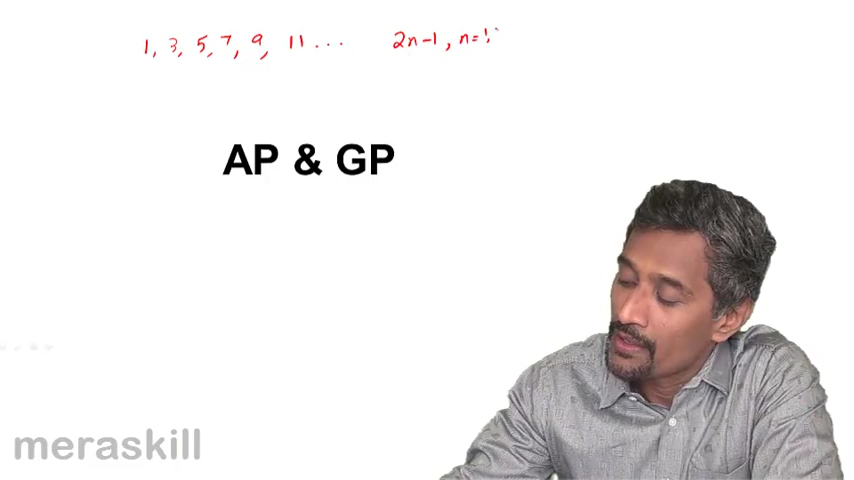 1, 3, 5, 7, 9, 11 ... 2n-1, n=1,
AP & GP
meraskill